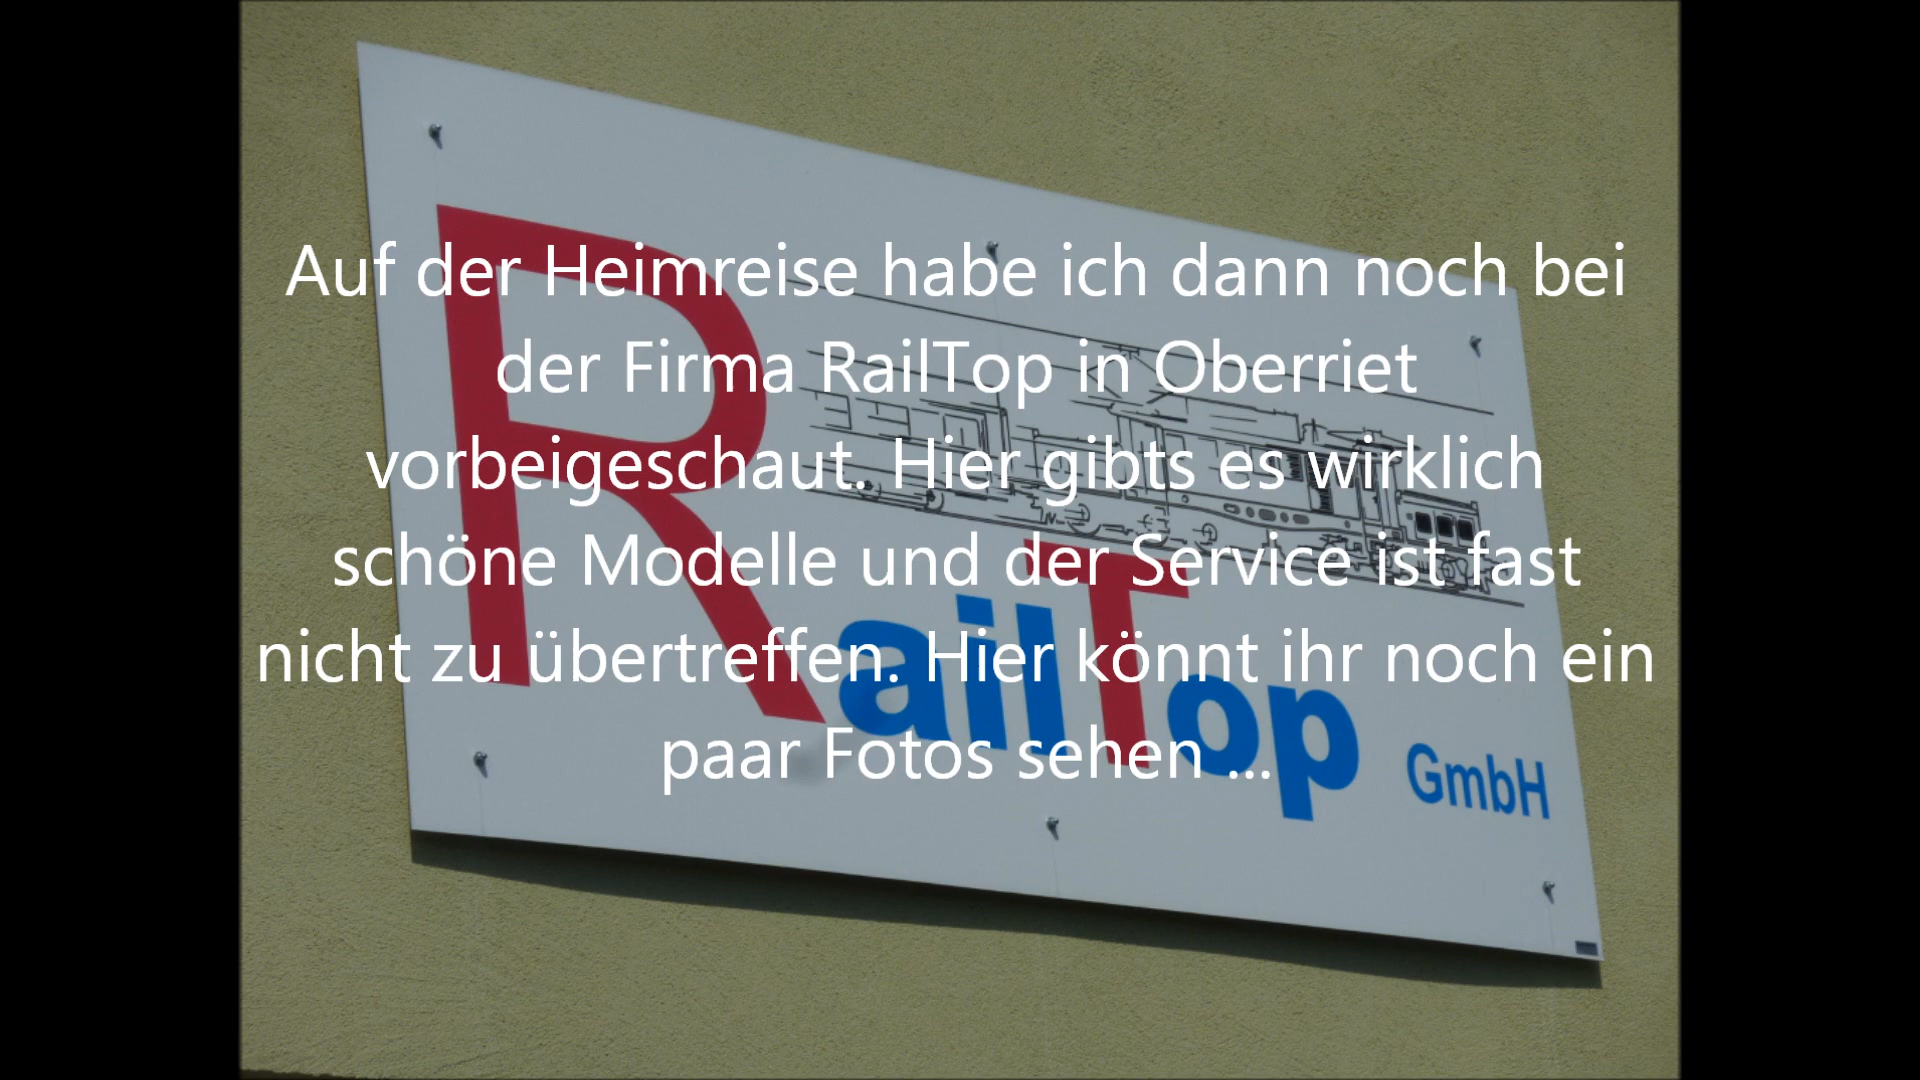 Auf der Heimreise habe ich dann noch bei
der Firma RailTop in Oberriet
vorbeigeschaut. Hier gibts es wirklich
schöne Modelle und der Service ist fast
nicht zu übertreffen. Hier könnt ihr noch ein
paar Fotos sehen ...
RailTop GmbH